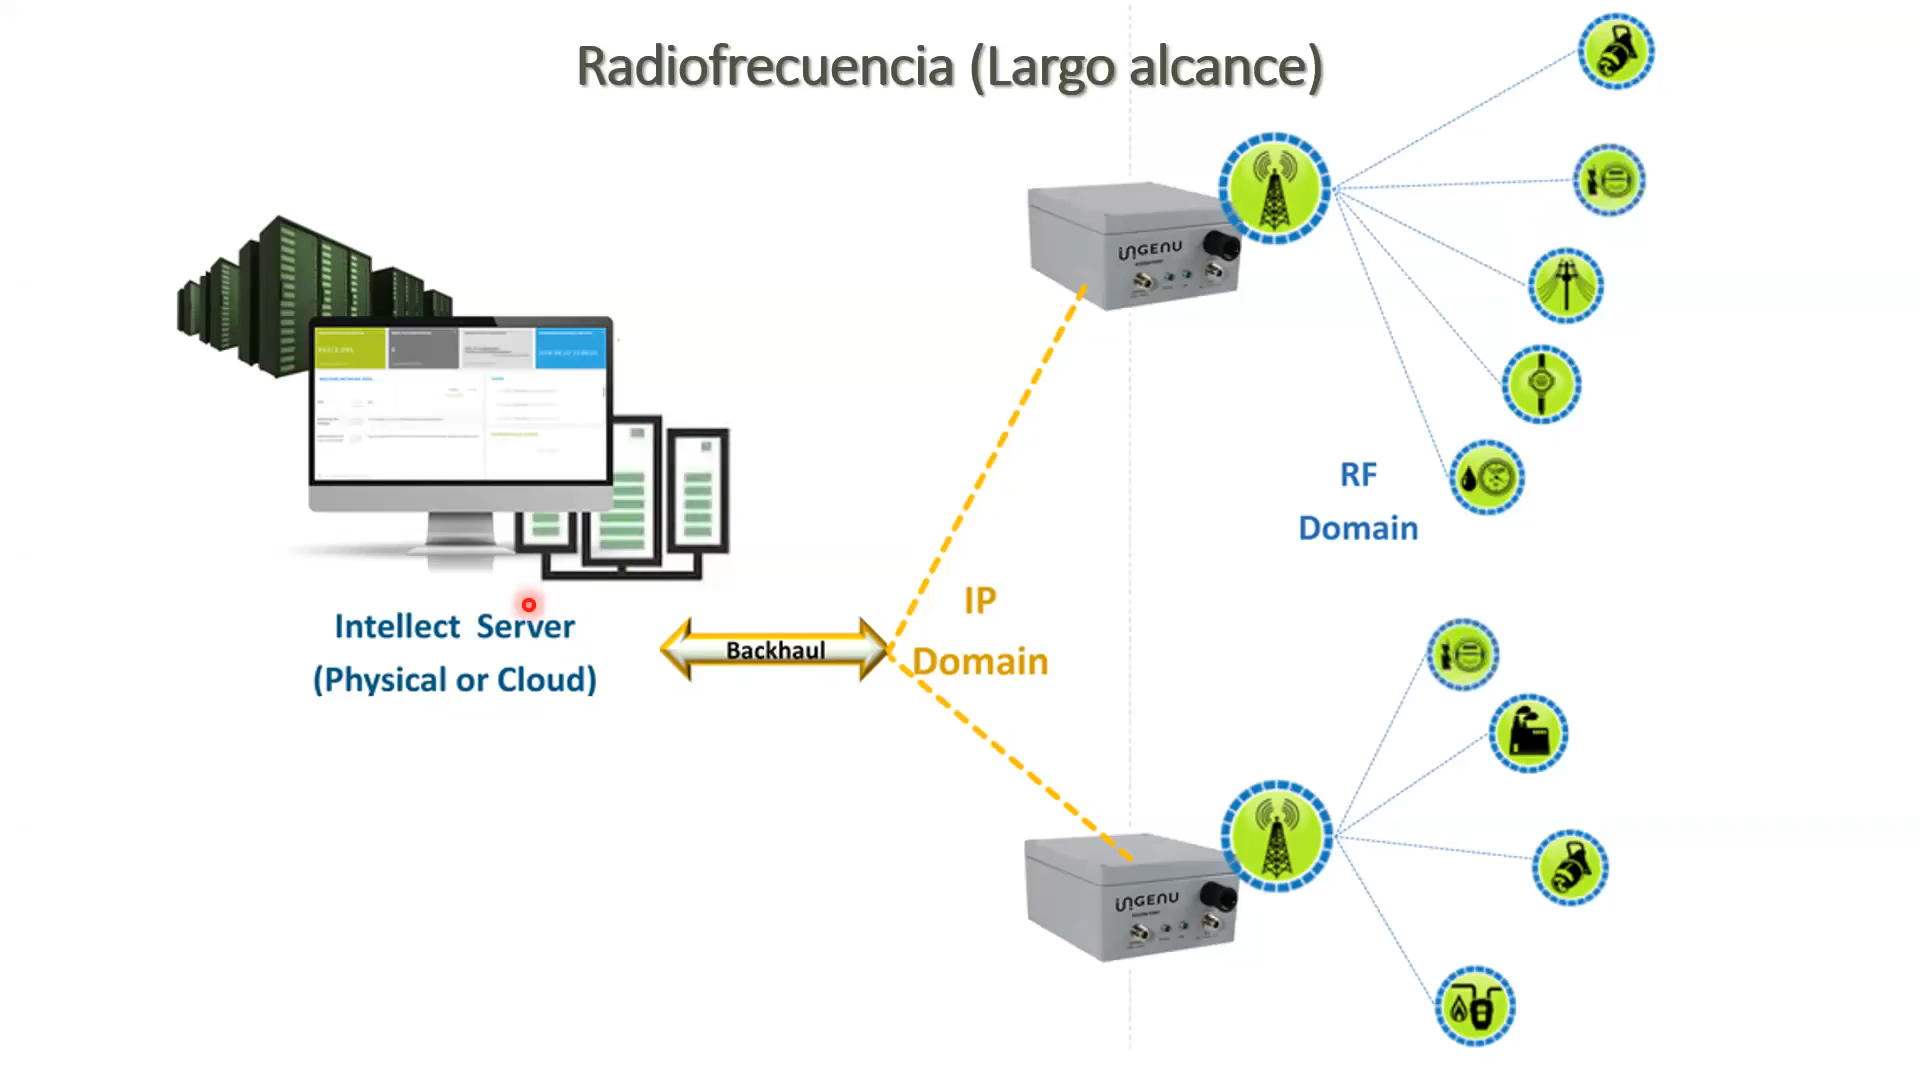 Radiofrecuencia (Largo alcance)
INGENU
RF
Domain
IP
Domain
Intellect Server
(Physical or Cloud)
Backhaul
INGENU